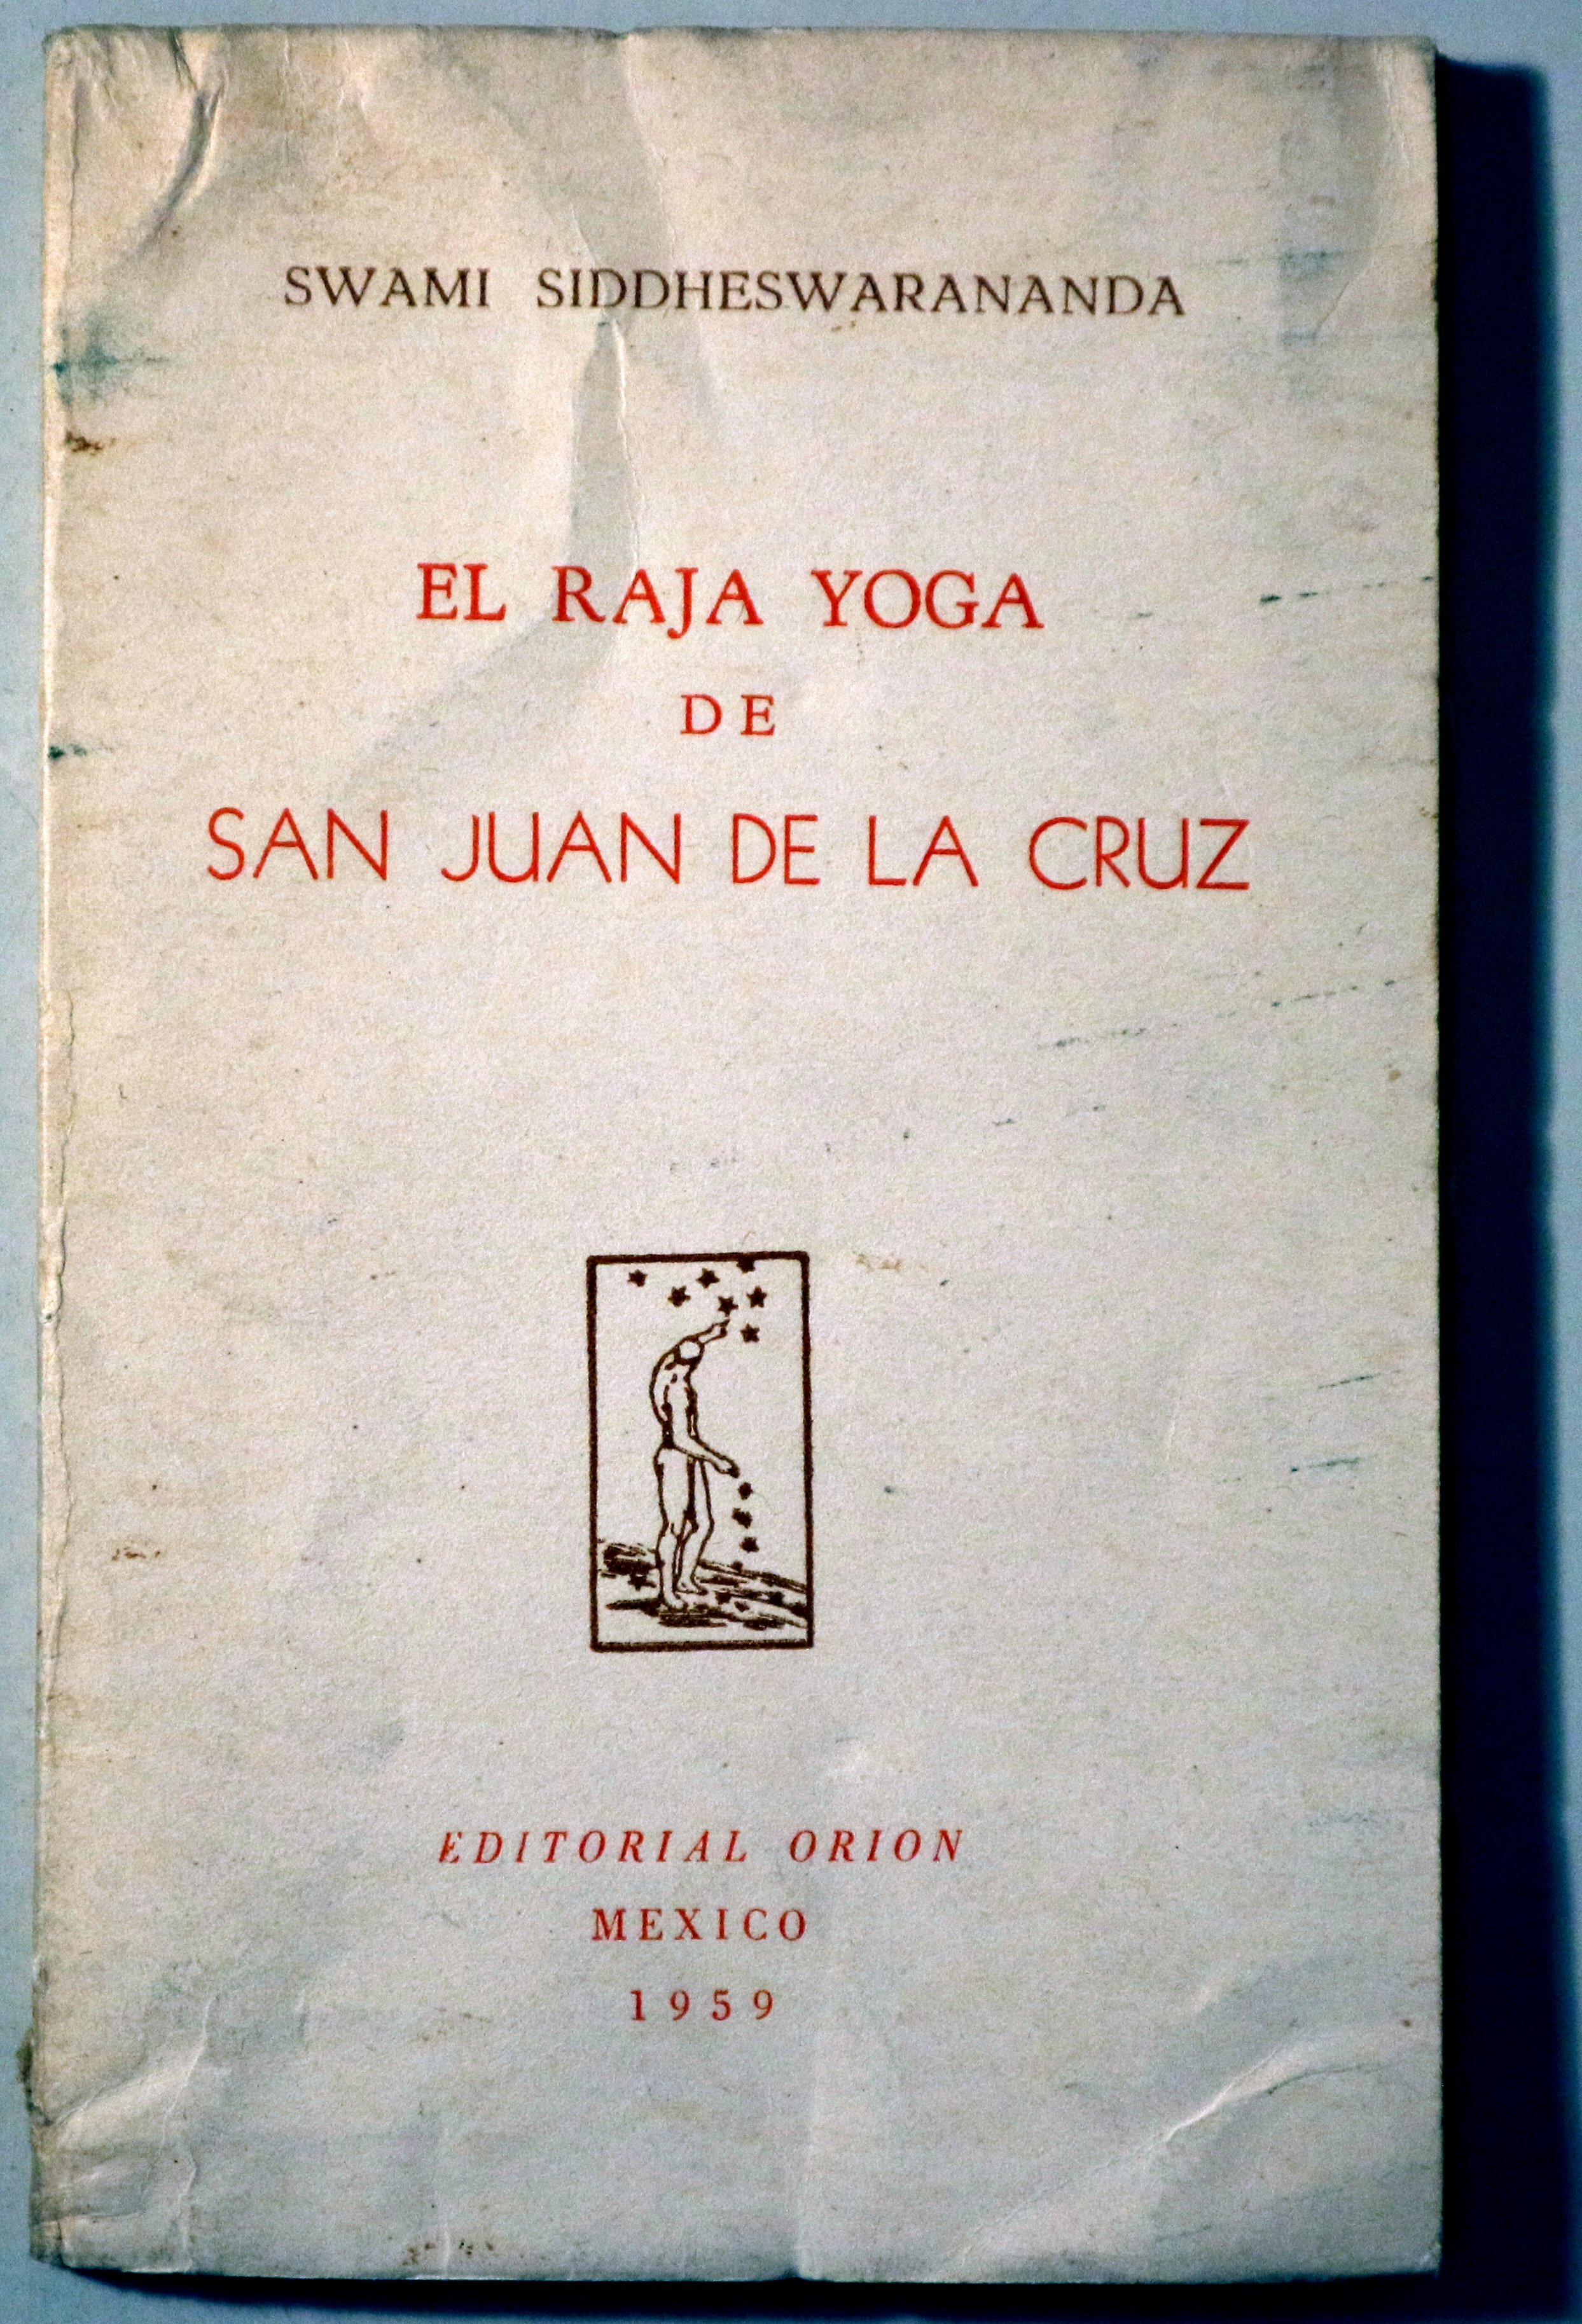 SWAMI SIDDHESWARANANDA
EL RAJA YOGA
DE
SAN JUAN DE LA CRUZ
EDITORIAL ORION
MEXICO
1959